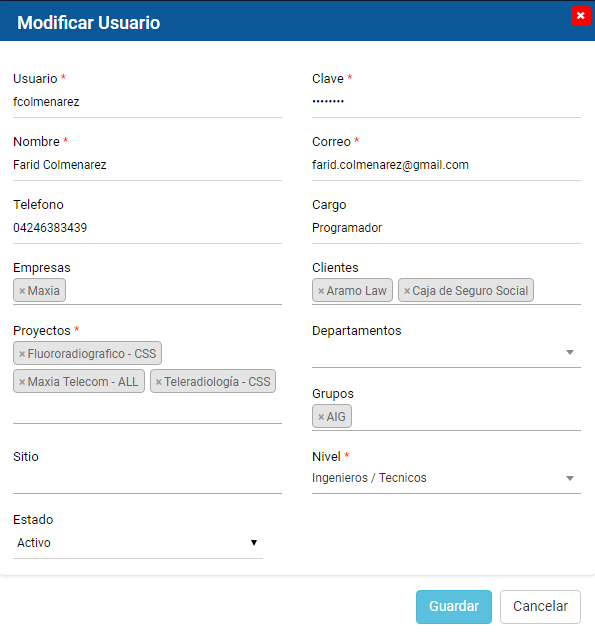 Modificar Usuario
Usuario *
Clave *
fcolmenarez
••••••••
Nombre *
Correo *
Farid Colmenarez
farid.colmenarez@gmail.com
Telefono
Cargo
04246383439
Programador
Empresas
Clientes
×Maxia
×Aramo Law ×Caja de Seguro Social
Proyectos *
Departamentos
×Fluororadiografico - CSS
×Maxia Telecom - ALL ×Teleradiología - CSS
Grupos
×AIG
Sitio
Nivel *
Ingenieros / Tecnicos
Estado
Activo
Guardar
Cancelar